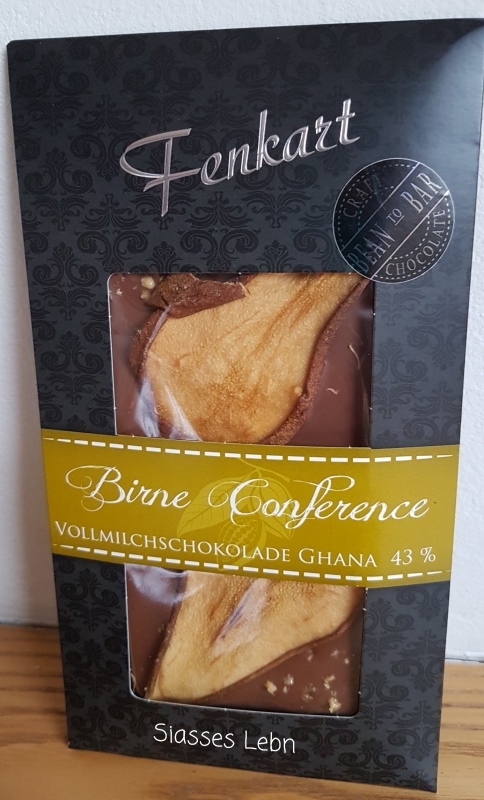 Fenkart
CRAFT
BEAN TO BAR
CHOCOLATE
Birne Conference
VOLLMILCHSCHOKOLADE GHANA 43 %
Siasses Lebn